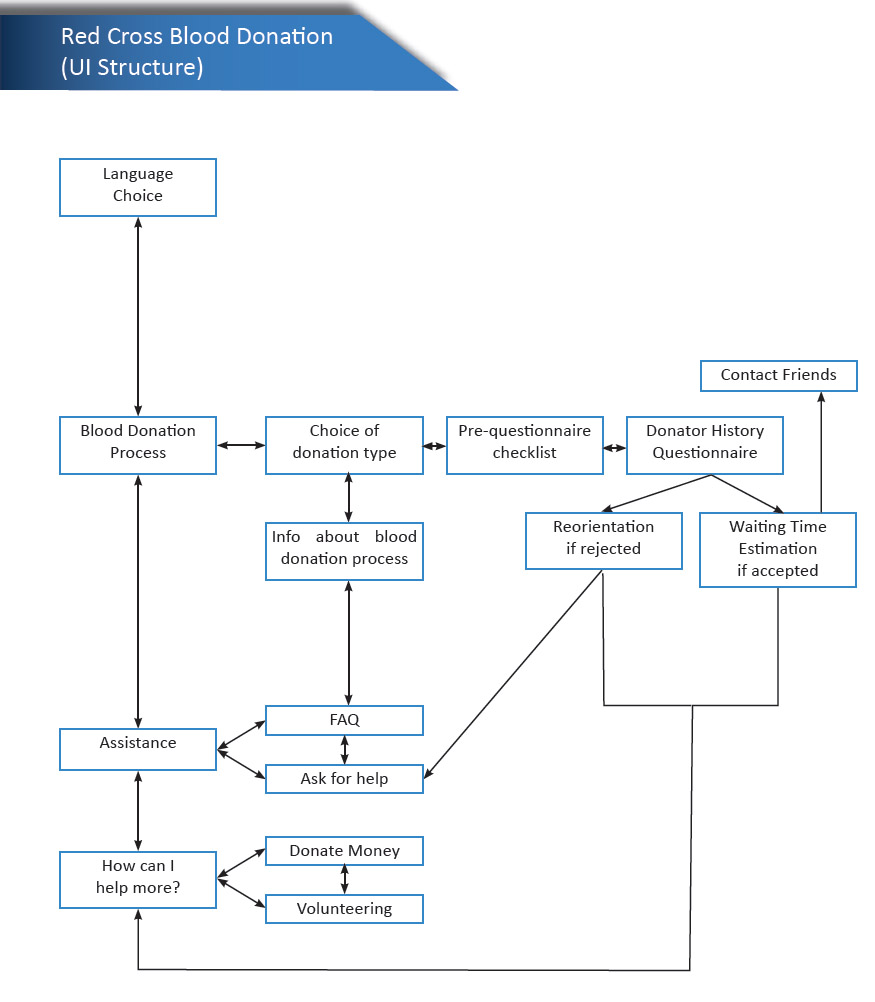 Red Cross Blood Donation
(UI Structure)
Language
Choice
Contact Friends
Blood Donation
Process
Choice of
donation type
Pre-questionnaire
checklist
Donator History
Questionnaire
Info about blood
donation process
Reorientation
if rejected
Waiting Time
Estimation
if accepted
FAQ
Assistance
Ask for help
Donate Money
How can I
help more?
Volunteering